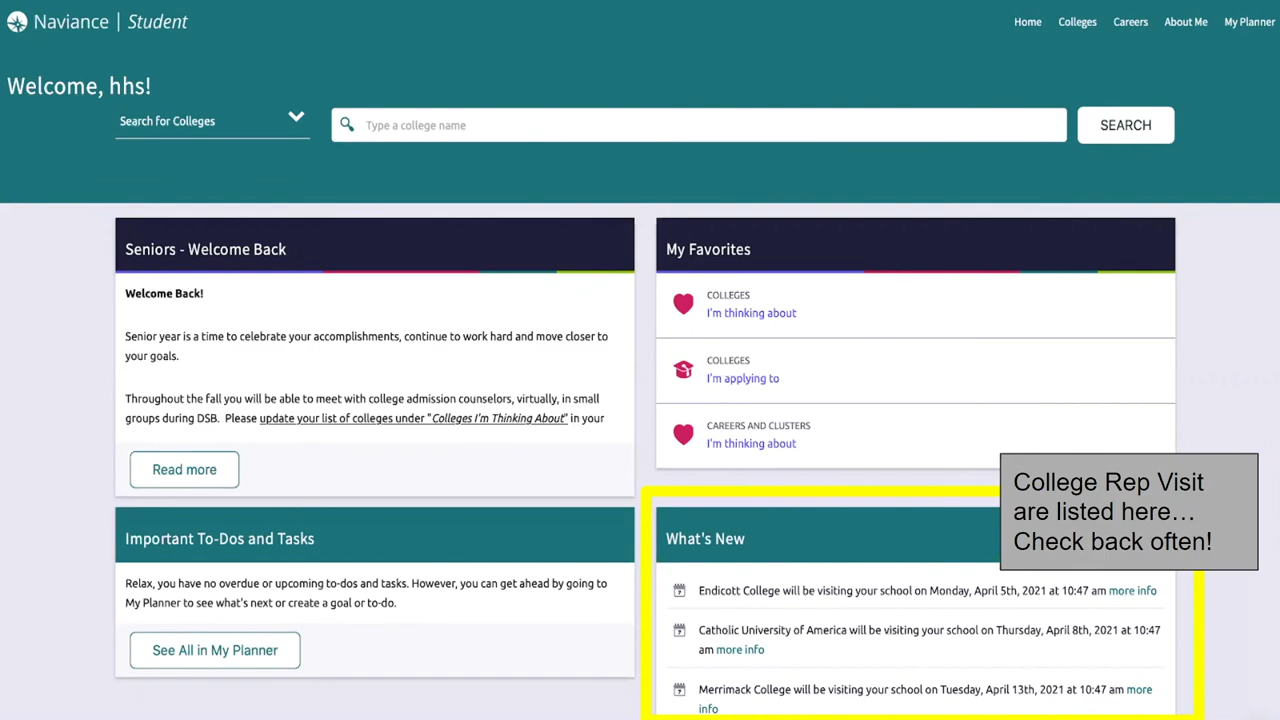 Naviance | Student
Home Colleges Careers About Me My Planner
Welcome, hhs!
Search for Colleges
Type a college name
SEARCH
Seniors - Welcome Back
Welcome Back!
Senior year is a time to celebrate your accomplishments, continue to work hard and move closer to
your goals.
Throughout the fall you will be able to meet with college admission counselors, virtually, in small
groups during DSB. Please update your list of colleges under "Colleges I'm Thinking About" in your
Read more
My Favorites
COLLEGES
I'm thinking about
COLLEGES
I'm applying to
CAREERS AND CLUSTERS
I'm thinking about
College Rep Visit
are listed here...
Check back often!
Important To-Dos and Tasks
Relax, you have no overdue or upcoming to-dos and tasks. However, you can get ahead by going to
My Planner to see what's next or create a goal or to-do.
See All in My Planner
What's New
Endicott College will be visiting your school on Monday, April 5th, 2021 at 10:47 am more info
Catholic University of America will be visiting your school on Thursday, April 8th, 2021 at 10:47
am more info
Merrimack College will be visiting your school on Tuesday, April 13th, 2021 at 10:47 am more
info